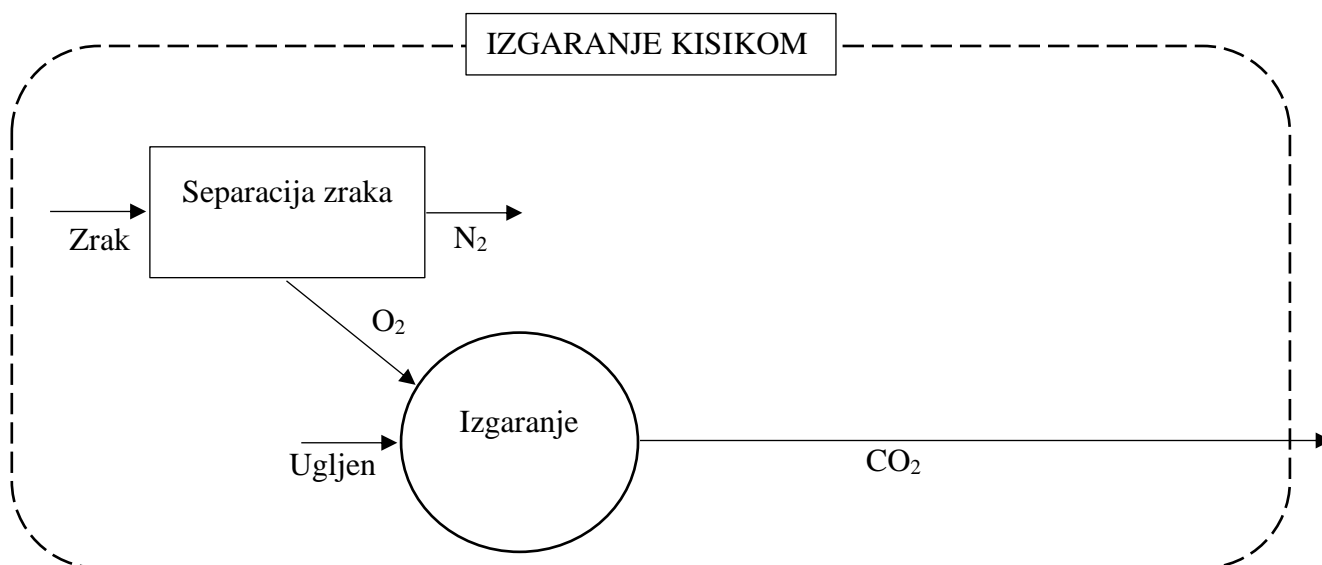 IZGARANJE KISIKOM
Separacija zraka
Zrak
N₂
O₂
Izgaranje
Ugljen
CO₂